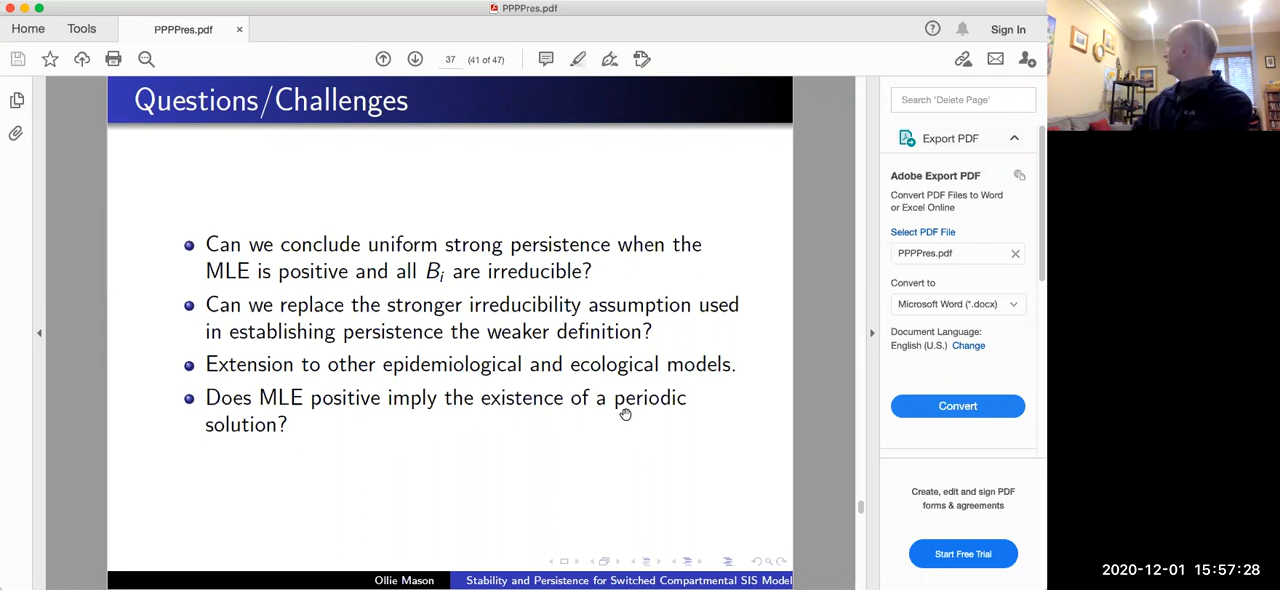 PPPPres.pdf
Home
Tools
PPPPres.pdf
Sign In
37
(41 of 47)
Questions/Challenges
Can we conclude uniform strong persistence when the
MLE is positive and all Bi are irreducible?
Can we replace the stronger irreducibility assumption used
in establishing persistence the weaker definition?
Extension to other epidemiological and ecological models.
Does MLE positive imply the existence of a periodic
solution?
Ollie Mason
Stability and Persistence for Switched Compartmental SIS Model
Search 'Delete Page'
Export PDF
Adobe Export PDF
Convert PDF Files to Word
or Excel Online
Select PDF File
PPPPres.pdf
Convert to
Microsoft Word (*.docx)
Document Language:
English (U.S.) Change
Convert
Create, edit and sign PDF
forms & agreements
Start Free Trial
2020-12-01 15:57:28